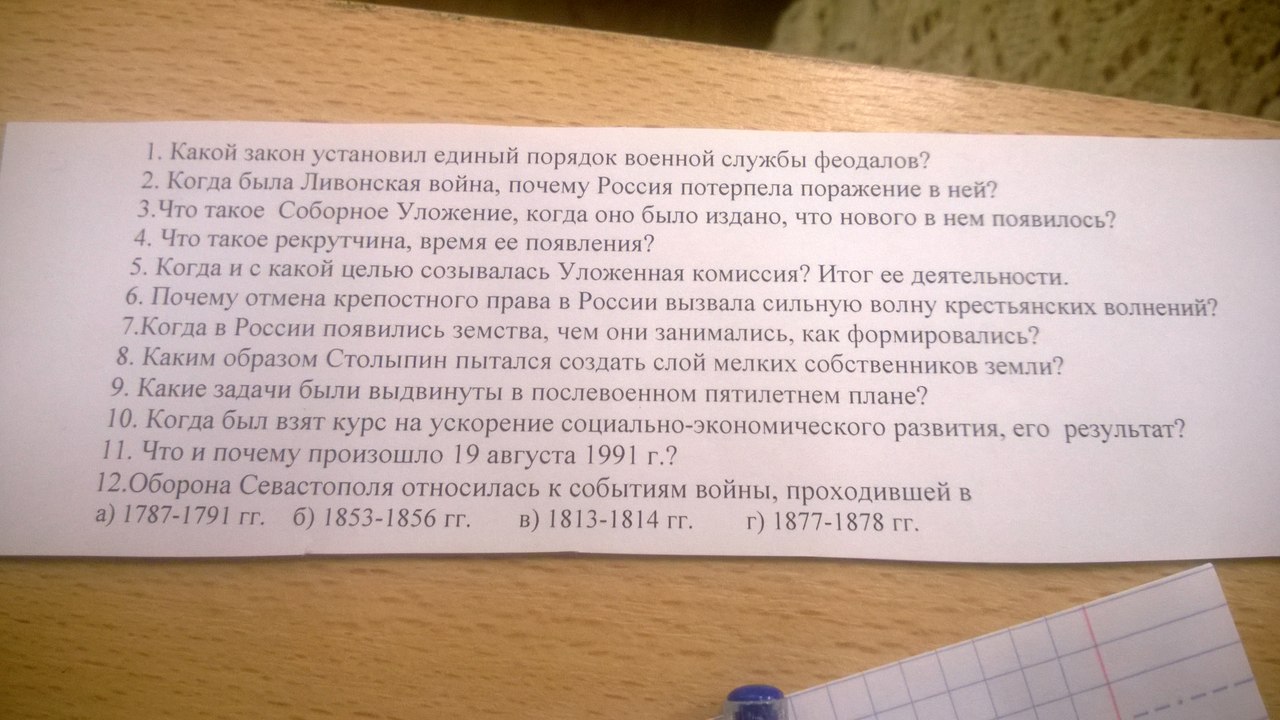 1. Какой закон установил единый порядок военной службы феодалов?
2. Когда была Ливонская война, почему Россия потерпела поражение в ней?
3.Что такое Соборное Уложение, когда оно было издано, что нового в нем появилось?
4. Что такое рекрутчина, время ее появления?
5. Когда и с какой целью созывалась Уложенная комиссия? Итог ее деятельности.
6. Почему отмена крепостного права в России вызвала сильную волну крестьянских волнений?
7.Когда в России появились земства, чем они занимались, как формировались?
8. Каким образом Столыпин пытался создать слой мелких собственников земли?
9. Какие задачи были выдвинуты в послевоенном пятилетнем плане?
10. Когда был взят курс на ускорение социально-экономического развития, его результат?
11. Что и почему произошло 19 августа 1991 г.?
12.Оборона Севастополя относилась к событиям войны, проходившей в
а) 1787-1791 гг. б) 1853-1856 гг. в) 1813-1814 гг. г) 1877-1878 гг.